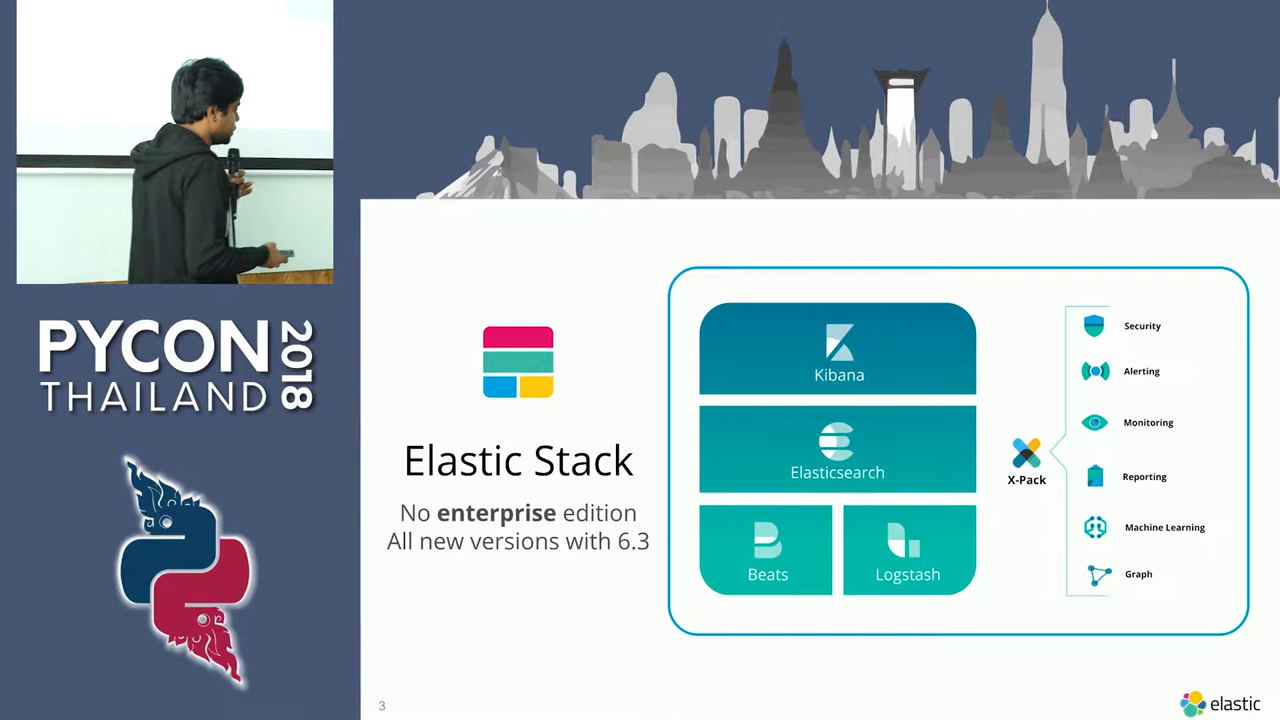 PYCON
THAILAND
2018
Elastic Stack
No enterprise edition
All new versions with 6.3
Kibana
Elasticsearch
Beats
Logstash
X-Pack
Security
Alerting
Monitoring
Reporting
Machine Learning
Graph
3
elastic